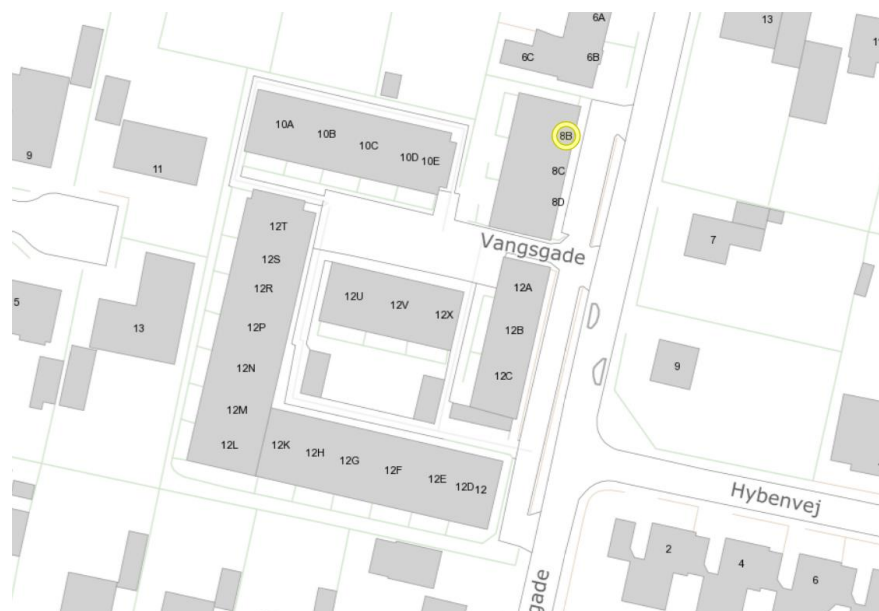 6A
13
6C
6B
10A
10B
8B
10C
10D
10E
9
11
8C
8D
12T
Vangsgade
7
12S
12R
12A
12U
12V
12X
5
13
12P
12B
12N
12C
9
12M
12L
12K
12H
12G
12F
12E
12D
12
Hybenvej
2
4
6
gade